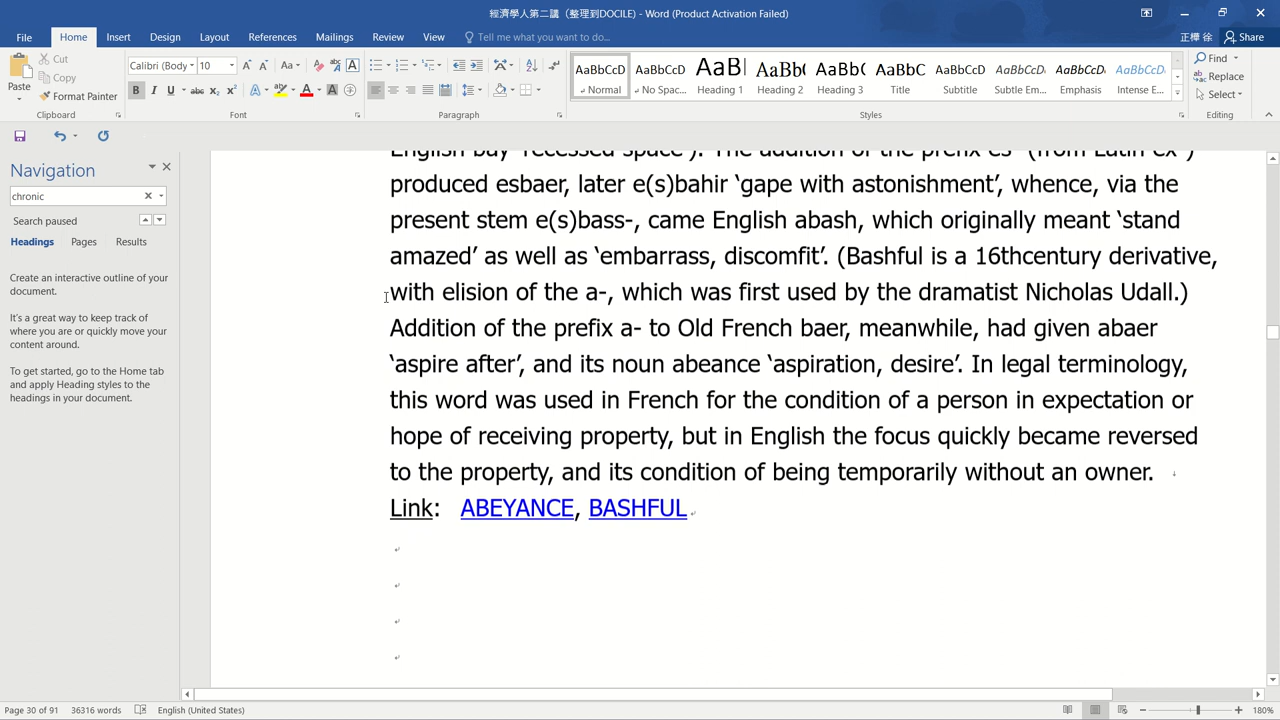 經濟學人第二議（整理到DOCILE) - Word (Product Activation Failed)
File Home Insert Design Layout References Mailings Review View Tell me what you want to do... 正樺 徐 Share
Paste
Cut
Copy
Format Painter
Clipboard
Calibri (Body 10
Font
Paragraph
AaBbCcD AaBbCcD AaBl AaBb( AaBbCc AaBbC AaBbCcD AaBbCcD AaBbCcD AaBbCcD
Normal No Spac... Heading 1 Heading 2 Heading 3 Title Subtitle Subtle Em... Emphasis Intense E...
Styles
Find
Replace
Select
Editing
Navigation
chronic
Search paused
Headings Pages Results
Create an interactive outline of your
document.
It's a great way to keep track of
where you are or quickly move your
content around.
To get started, go to the Home tab
and apply Heading styles to the
headings in your document.
English bay ‘recessed space’). The addition of the prefix es- (from Latin ex-)
produced esbaer, later e(s)bahir ‘gape with astonishment’, whence, via the
present stem e(s)bass-, came English abash, which originally meant ‘stand
amazed’ as well as ‘embarrass, discomfit’. (Bashful is a 16thcentury derivative,
with elision of the a-, which was first used by the dramatist Nicholas Udall.)
Addition of the prefix a- to Old French baer, meanwhile, had given abaer
‘aspire after’, and its noun abeance ‘aspiration, desire’. In legal terminology,
this word was used in French for the condition of a person in expectation or
hope of receiving property, but in English the focus quickly became reversed
to the property, and its condition of being temporarily without an owner.
Link: ABEYANCE, BASHFUL
Page 30 of 91 36316 words English (United States) 180%